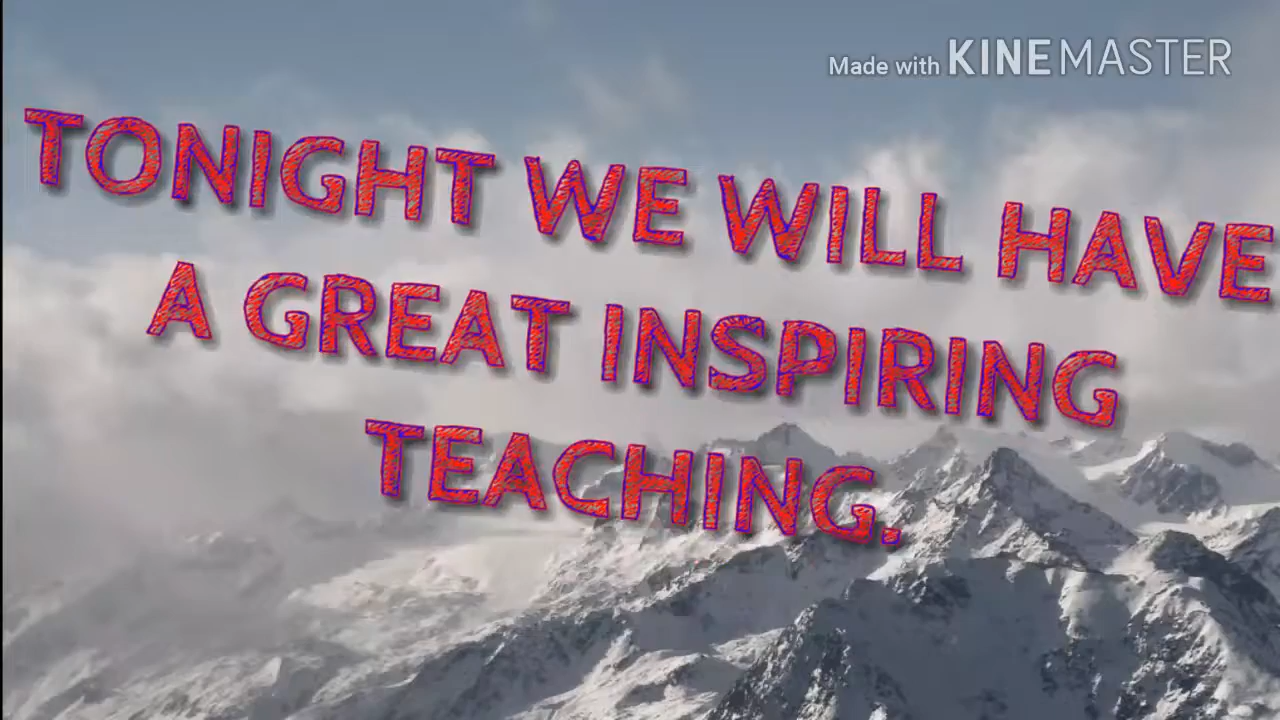 Made with KINEMASTER
TONIGHT WE WILL HAVE
A GREAT INSPIRING
TEACHING.